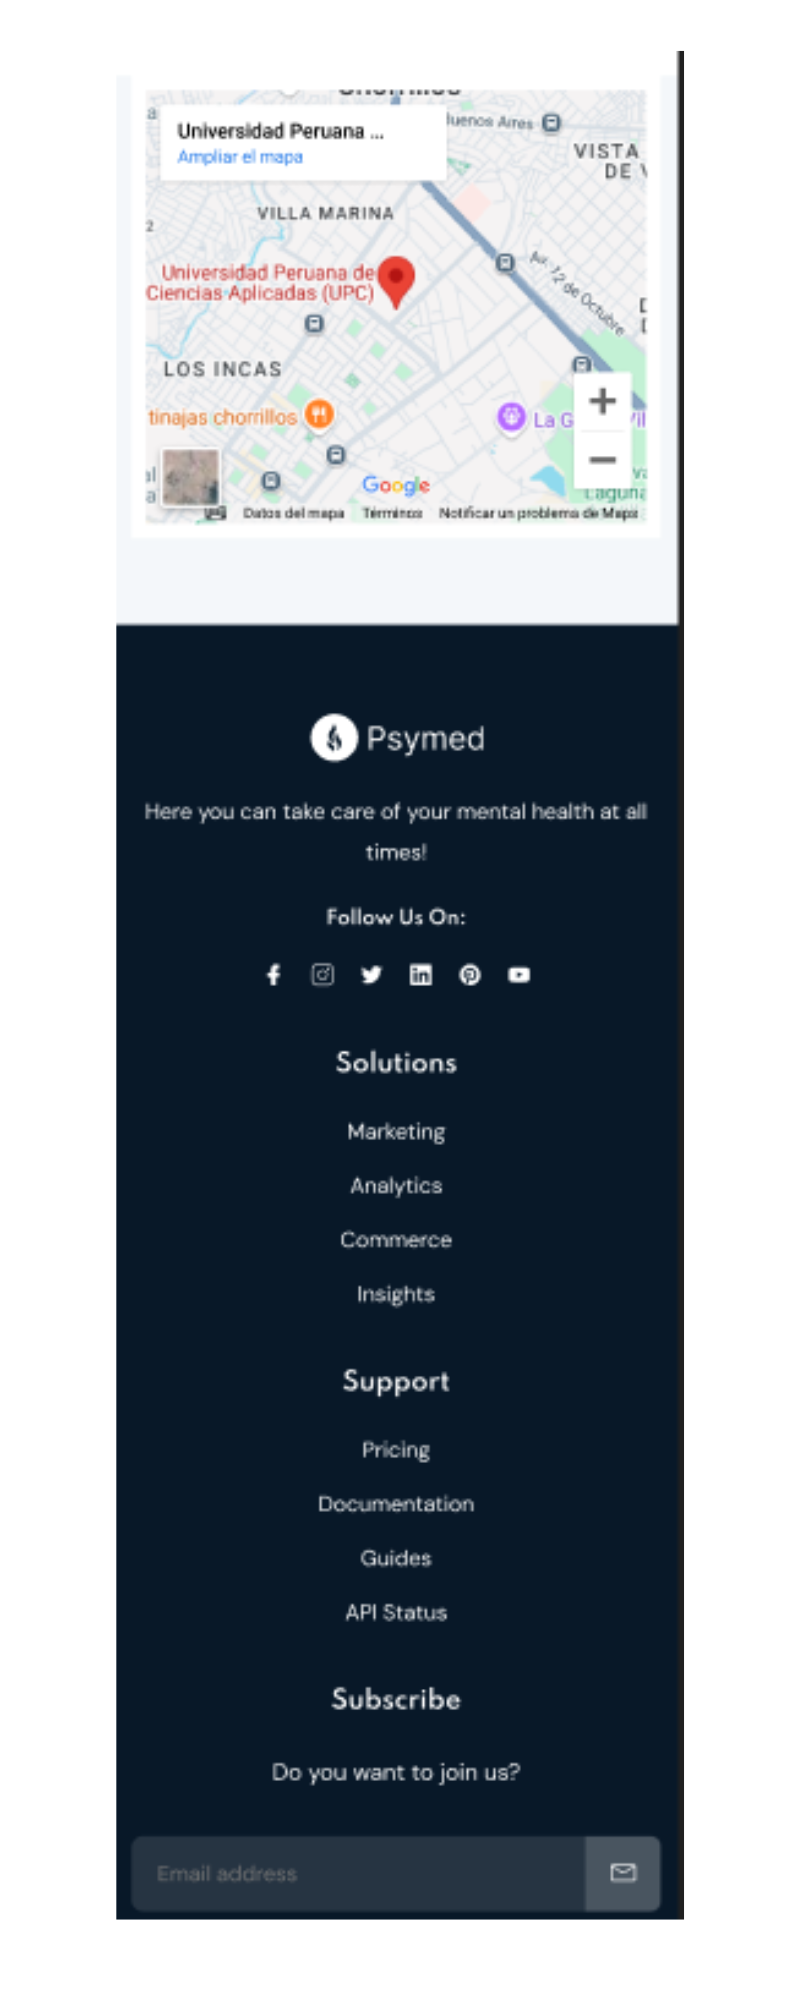 Universidad Peruana ...
Ampliar el mapa
Buenos Aires
VISTA
DE V
VILLA MARINA
2
Universidad Peruana de
Ciencias Aplicadas (UPC)
Av. 12 de Octubre
LOS INCAS
tinajas chorrillos
La G
Google
Laguna
Datos del mapa
Términos
Notificar un problema de Maps
Psymed
Here you can take care of your mental health at all
times!
Follow Us On:
Solutions
Marketing
Analytics
Commerce
Insights
Support
Pricing
Documentation
Guides
API Status
Subscribe
Do you want to join us?
Email address